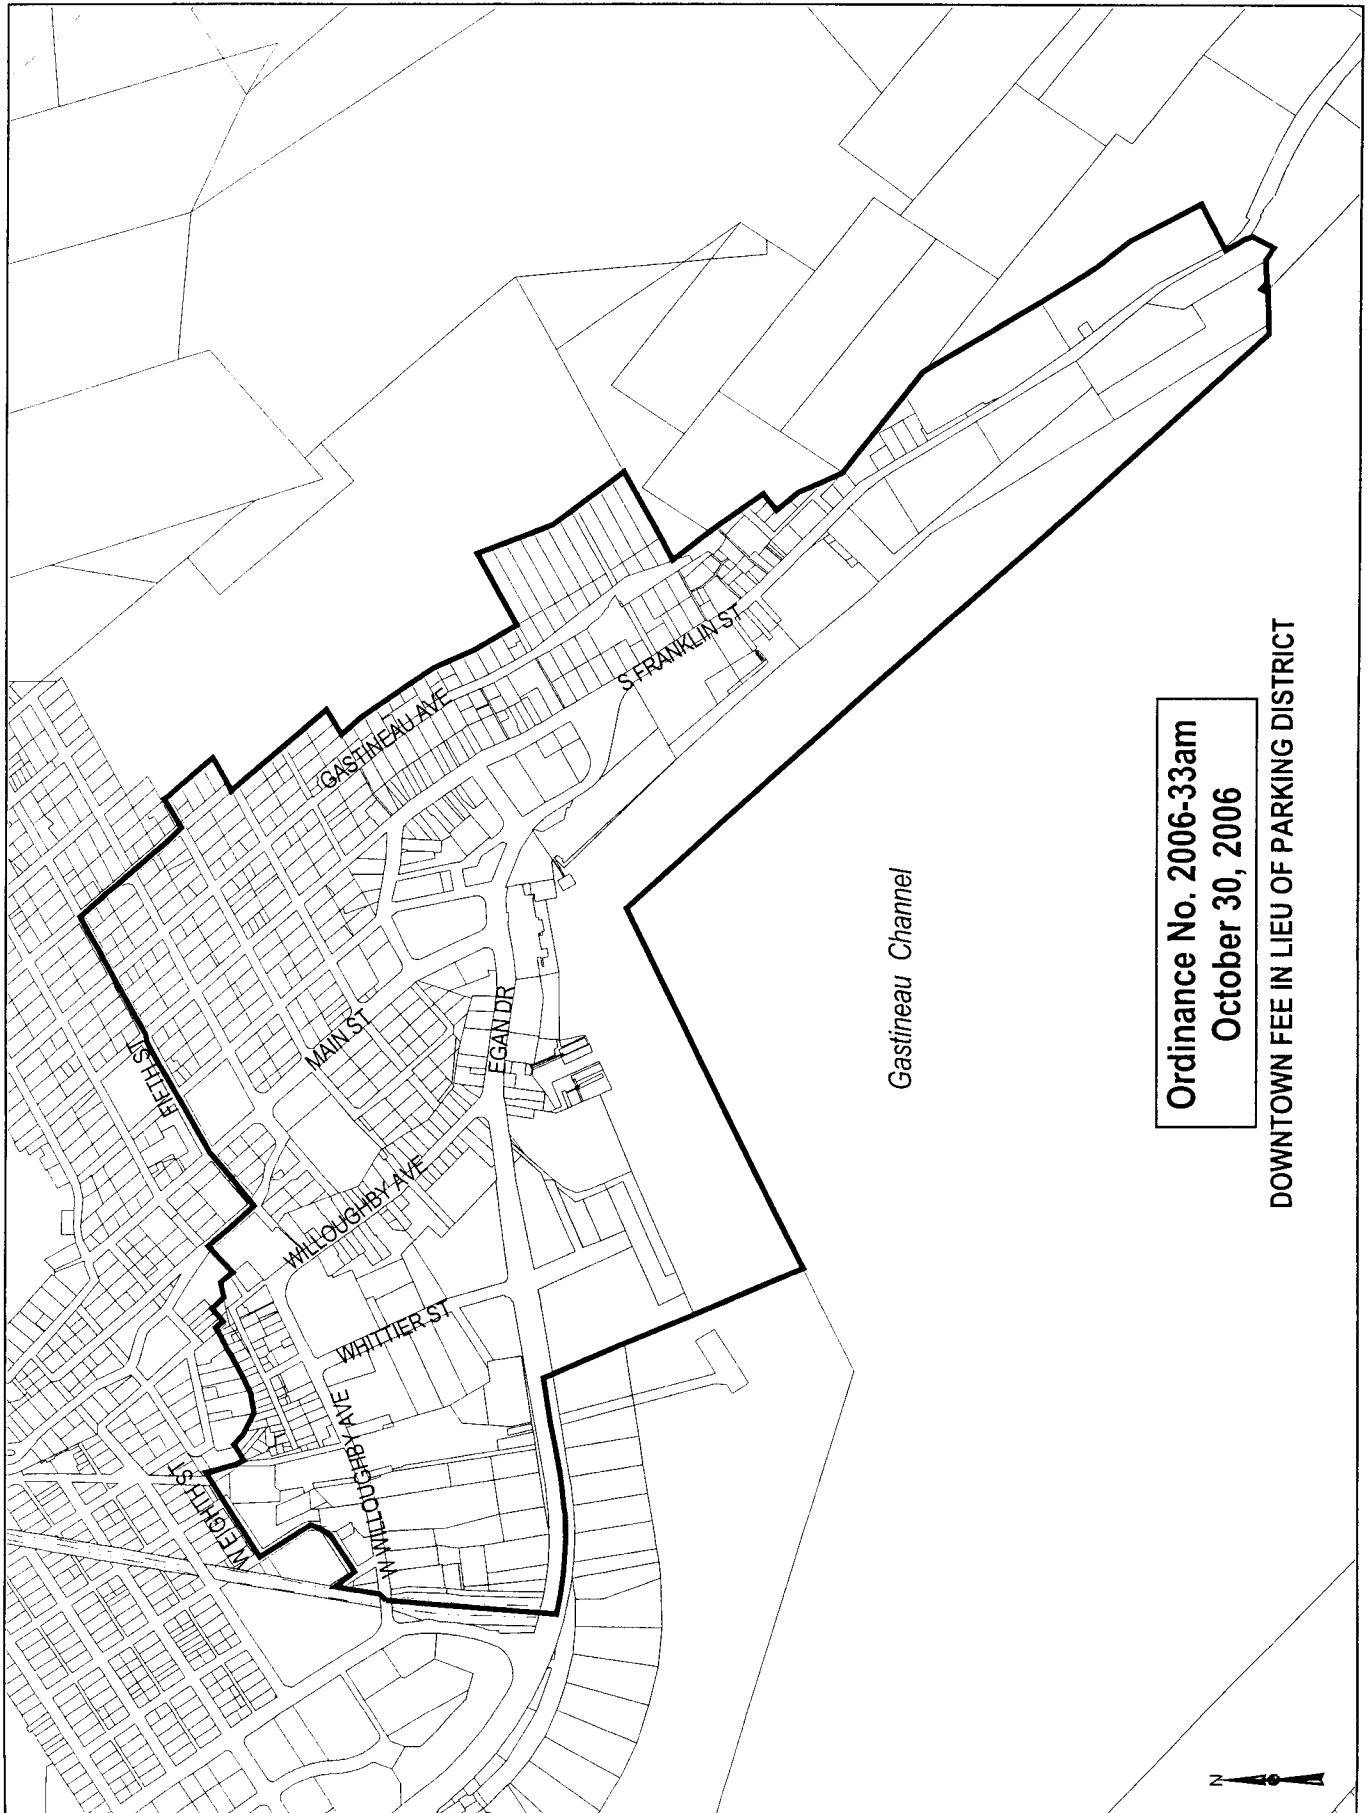 FIFTH ST
W EIGHTH ST
GASTINEAU AVE
MAIN ST
WILLOUGHBY AVE
WHITTIER ST
W WILLOUGHBY AVE
S FRANKLIN ST
EGAN DR
Gastineau Channel
Ordinance No. 2006-33am
October 30, 2006
DOWNTOWN FEE IN LIEU OF PARKING DISTRICT
N